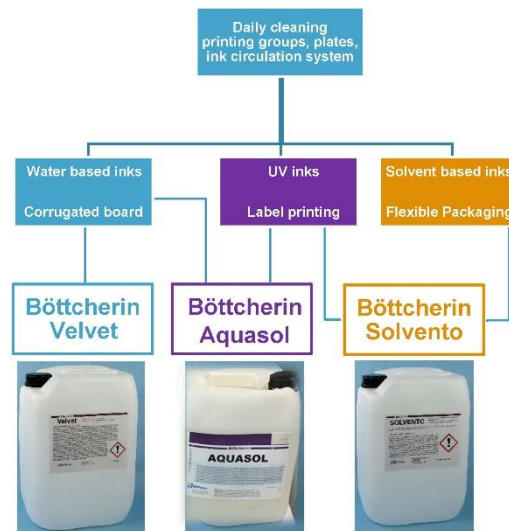 Daily cleaning
printing groups, plates,
ink circulation system
Water based inks
Corrugated board
UV inks
Label printing
Solvent based inks
Flexible Packaging
Böttcherin
Velvet
Böttcherin
Aquasol
Böttcherin
Solvento
Velvet
AQUASOL
SOLVENTO